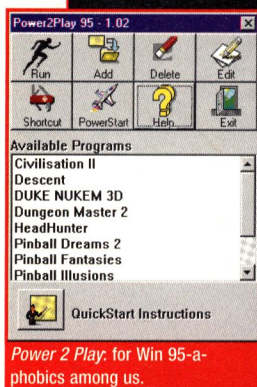 Power2Play 95 - 1.02
Run Add Delete Edit
Shortcut PowerStart Help Exit
Available Programs
Civilisation II
Descent
DUKE NUKEM 3D
Dungeon Master 2
HeadHunter
Pinball Dreams 2
Pinball Fantasies
Pinball Illusions
QuickStart Instructions
Power 2 Play: for Win 95-a-
phobics among us.